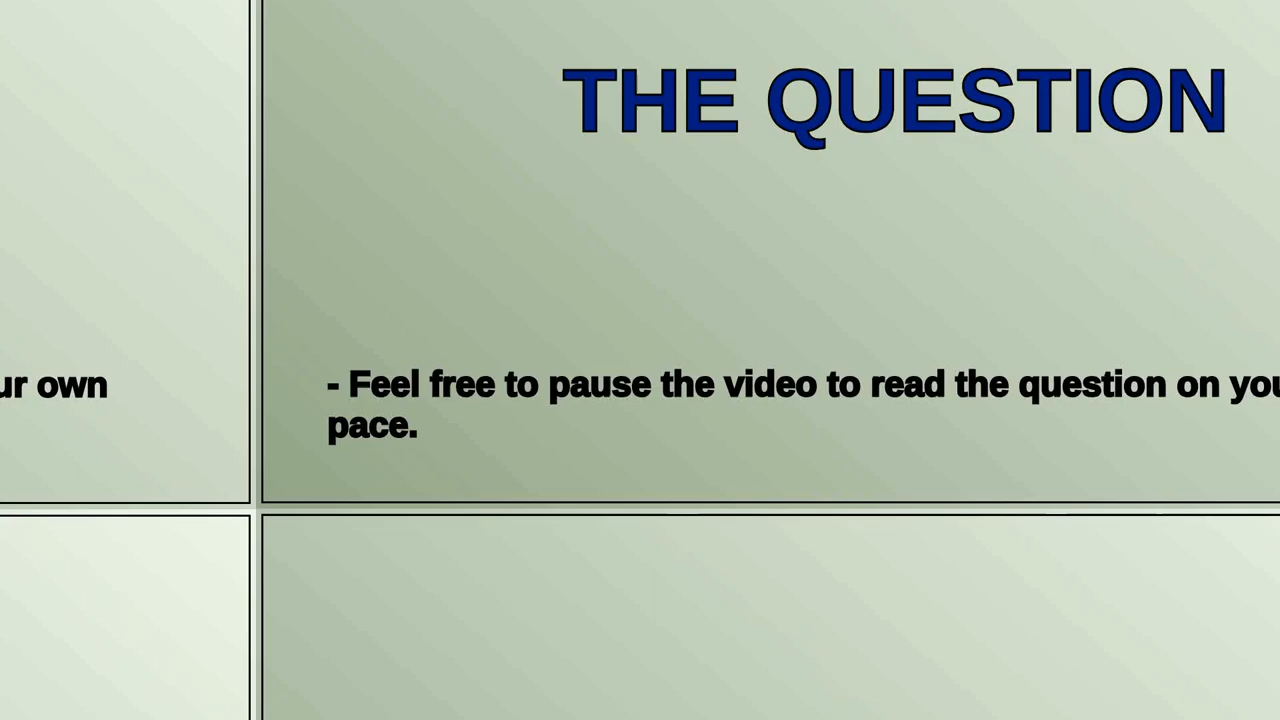 THE QUESTION
ur own
- Feel free to pause the video to read the question on you
pace.